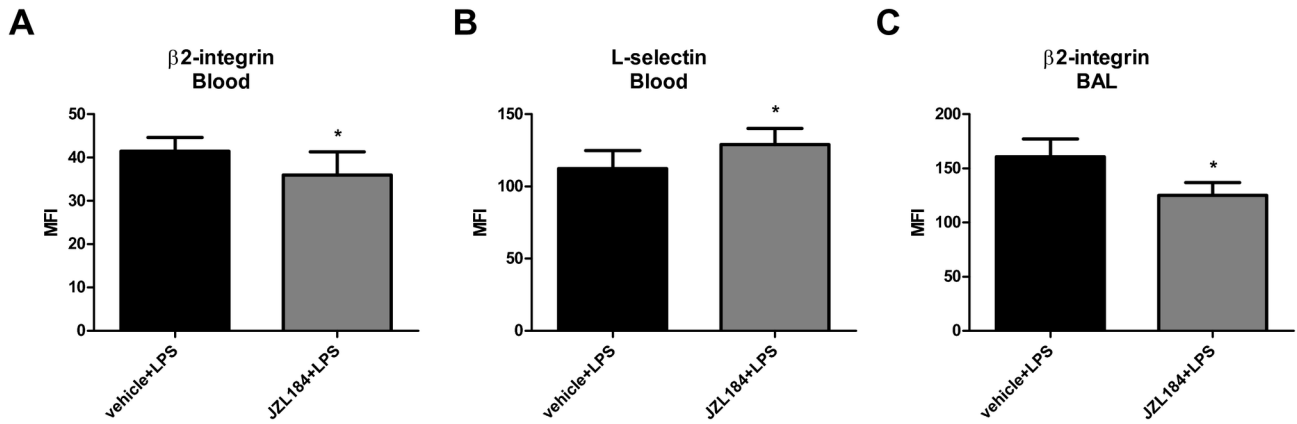 A
β2-integrin
Blood
50
40
30
20
10
0
MFI
*
vehicle+LPS
JZL184+LPS
B
L-selectin
Blood
150
100
50
0
MFI
*
vehicle+LPS
JZL184+LPS
C
β2-integrin
BAL
200
150
100
50
0
MFI
*
vehicle+LPS
JZL184+LPS